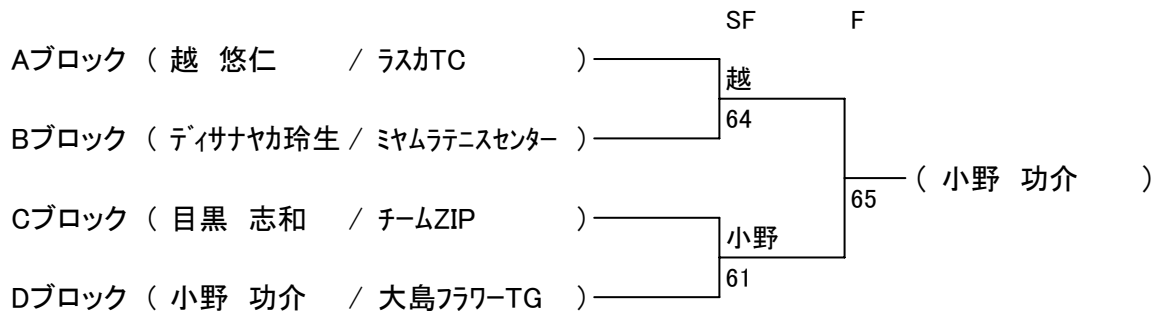 SF F
Aブロック ( 越 悠仁 / ラスカTC )
越
64
Bブロック ( ディサナヤカ玲生 / ミヤムラテニスセンター )
65 ( 小野 功介 )
Cブロック ( 目黒 志和 / チームZIP )
小野
61
Dブロック ( 小野 功介 / 大島フラワーTG )